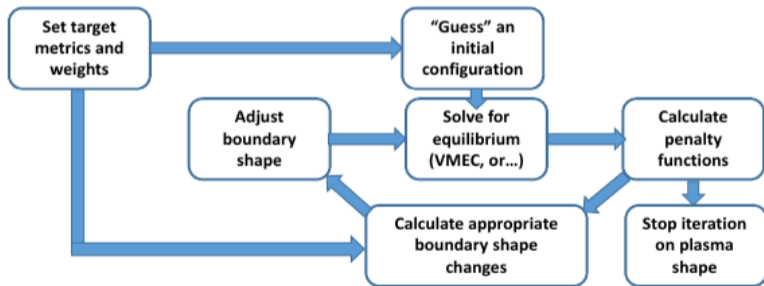 Set target
metrics and
weights
“Guess” an
initial
configuration
Adjust
boundary
shape
Solve for
equilibrium
(VMEC, or…)
Calculate
penalty
functions
Calculate appropriate
boundary shape
changes
Stop iteration
on plasma
shape